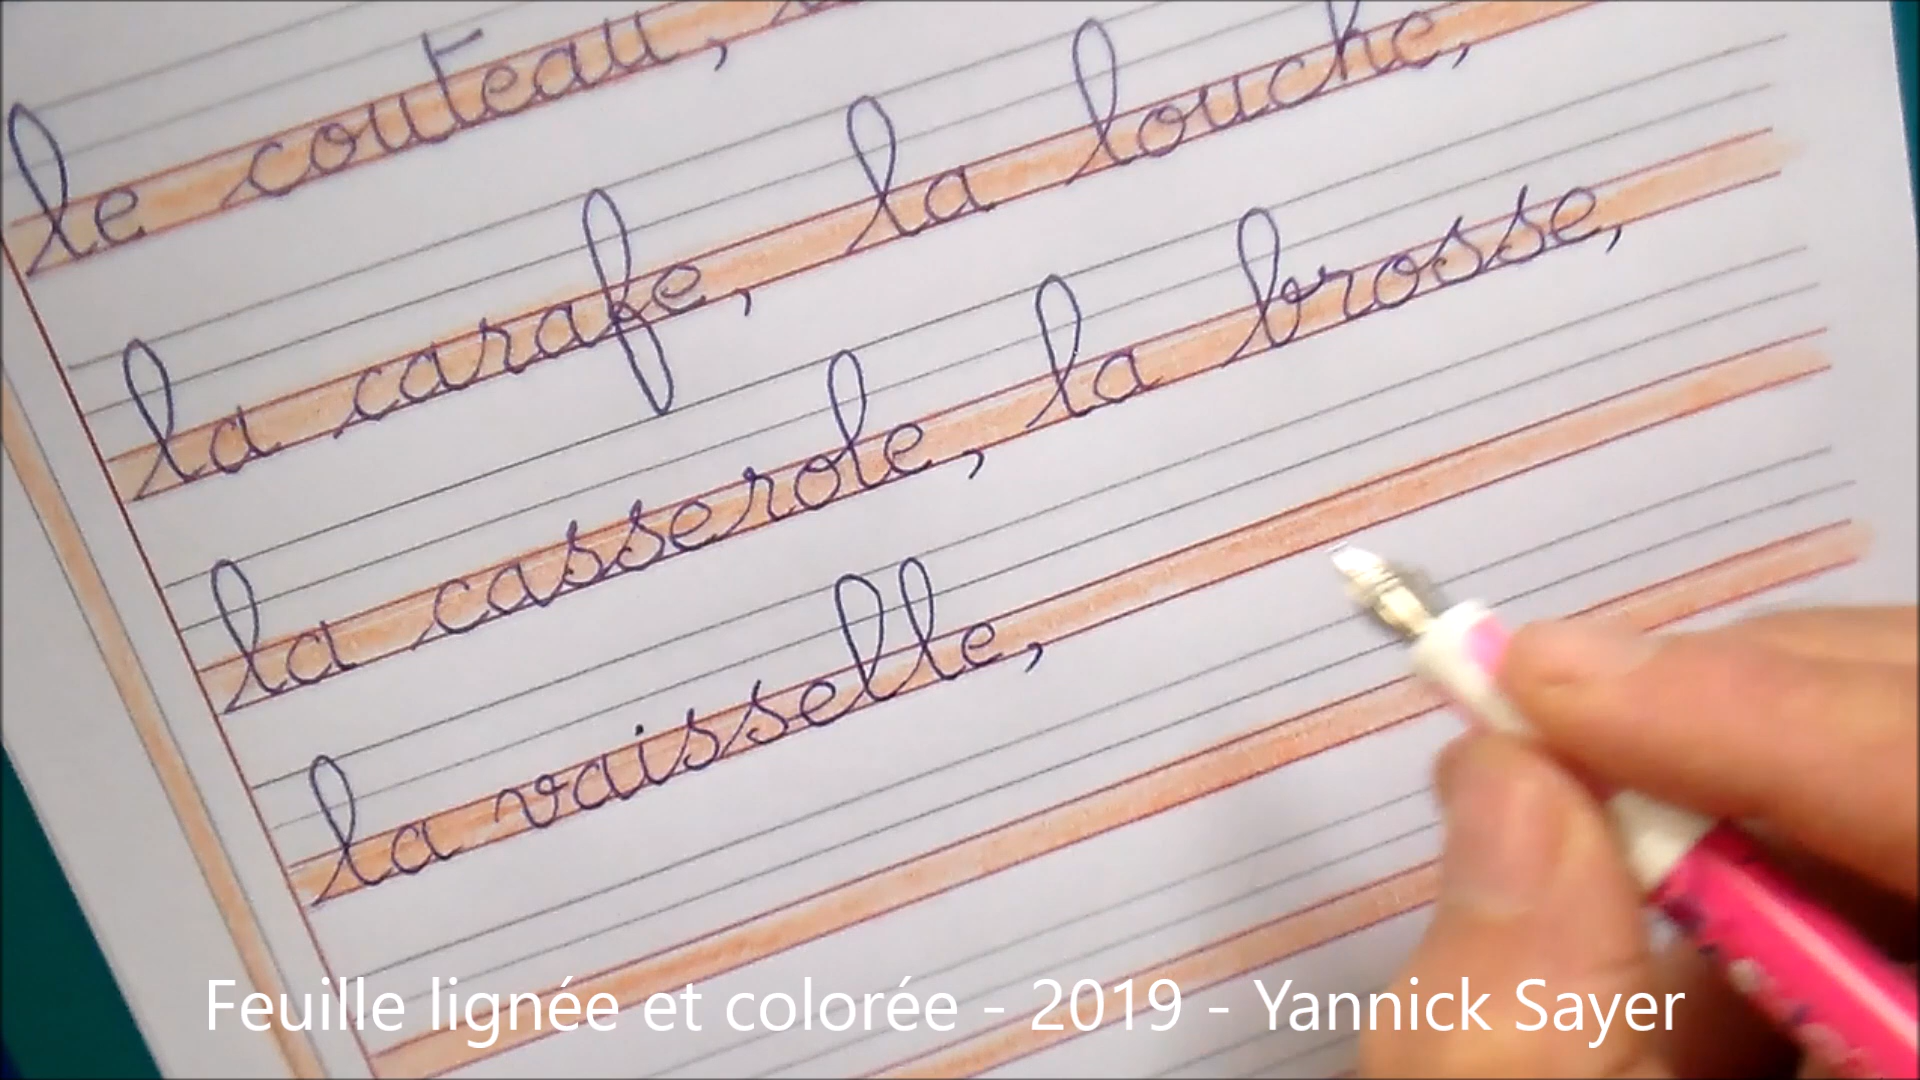 le couteau,
la carafe, la louche,
la casserole, la brosse,
la vaisselle,
Feuille lignée et colorée - 2019 - Yannick Sayer